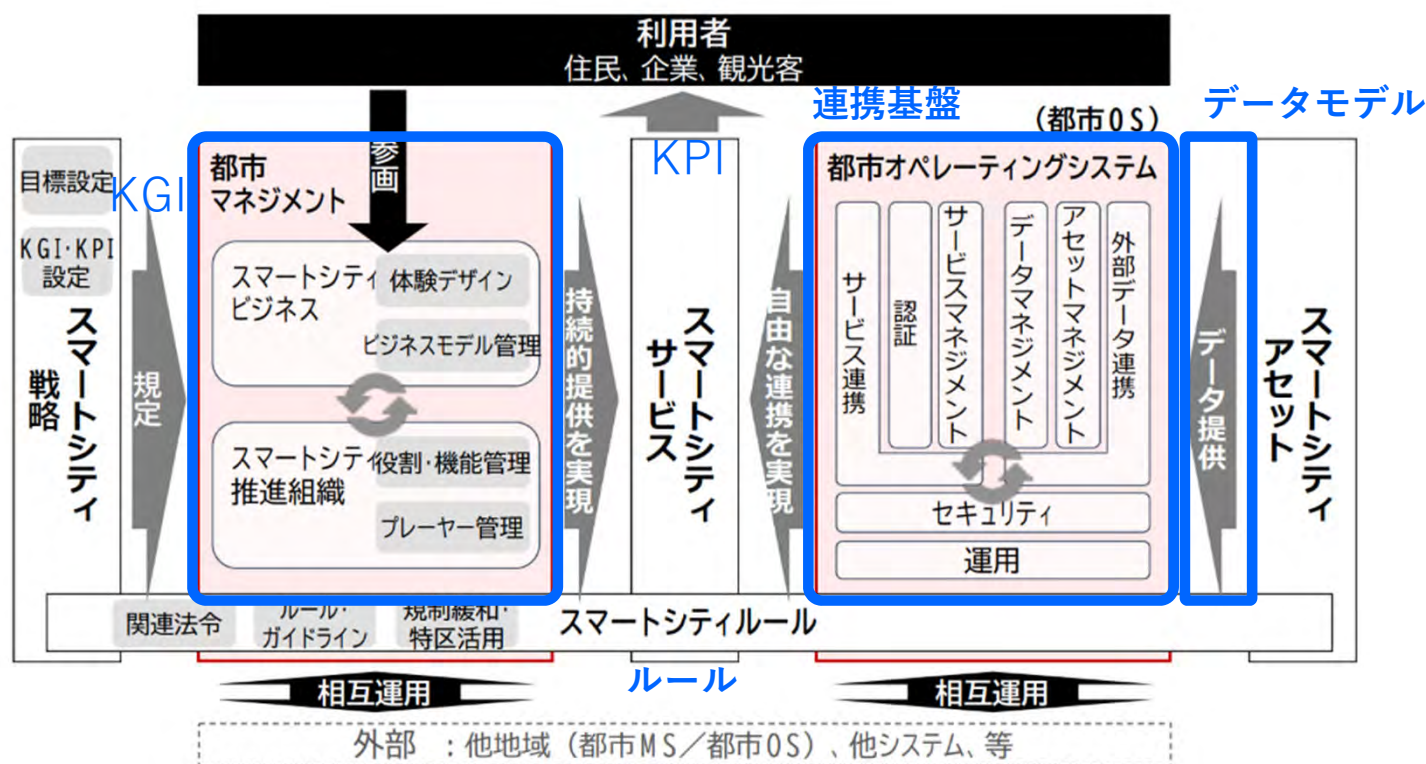 利用者
住民、企業、観光客
連携基盤
データモデル
(都市OS)
目標設定
KGI・KPI
設定
スマートシティ
戦略
KGI
規定
都市
マネジメント
参画
スマートシティ
ビジネス
体験デザイン
ビジネスモデル管理
スマートシティ
推進組織
役割・機能管理
プレーヤー管理
持続的提供を実現
KPI
スマートシティ
サービス
自由な連携を実現
都市オペレーティングシステム
サービス連携
認証
サービスマネジメント
データマネジメント
アセットマネジメント
外部データ連携
セキュリティ
運用
データ提供
スマートシティ
アセット
関連法令
ルール・
ガイドライン
規制緩和・
特区活用
スマートシティルール
ルール
相互運用
相互運用
外部 :他地域(都市MS/都市OS)、他システム、等